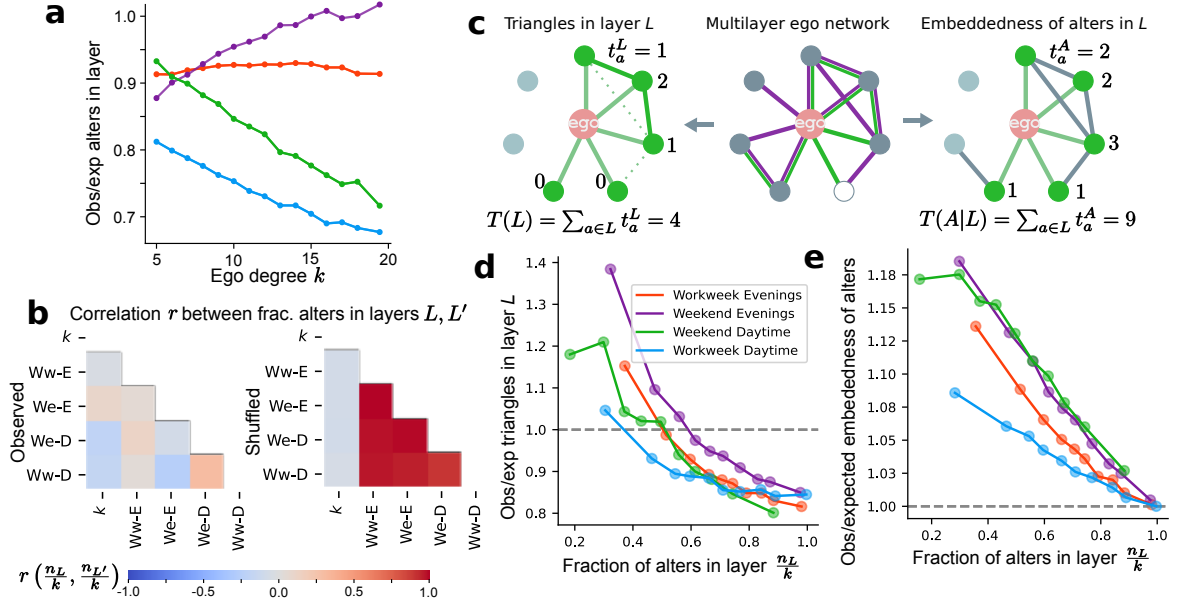 a
Obs/exp alters in layer
1.0
0.9
0.8
0.7
5
10
15
20
Ego degree k
b
Correlation r between frac. alters in layers L, L′
Observed
k
Ww-E
We-E
We-D
Ww-D
k
Ww-E
We-E
We-D
Ww-D
Shuffled
k
Ww-E
We-E
We-D
Ww-D
k
Ww-E
We-E
We-D
Ww-D
r (n_L/k, n_L′/k)
-1.0
-0.5
0.0
0.5
1.0
c
Triangles in layer L
t_a^L = 1
2
1
0
0
ego
T(L) = ∑_{a∈L} t_a^L = 4
Multilayer ego network
ego
Embeddedness of alters in L
t_a^A = 2
2
3
1
1
ego
T(A|L) = ∑_{a∈L} t_a^A = 9
d
Obs/exp triangles in layer L
1.4
1.3
1.2
1.1
1.0
0.9
0.8
Workweek Evenings
Weekend Evenings
Weekend Daytime
Workweek Daytime
0.2
0.4
0.6
0.8
1.0
Fraction of alters in layer n_L/k
e
Obs/expected embeddedness of alters
1.18
1.15
1.12
1.10
1.08
1.05
1.03
1.00
0.2
0.4
0.6
0.8
1.0
Fraction of alters in layer n_L/k